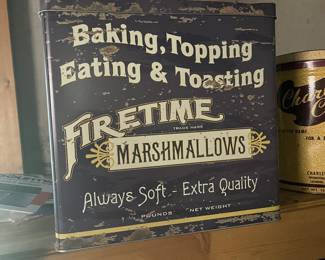 Baking, Topping
Eating & Toasting
FIRETIME
TRADE MARK
MARSHMALLOWS
Always Soft - Extra Quality
POUNDS NET WEIGHT